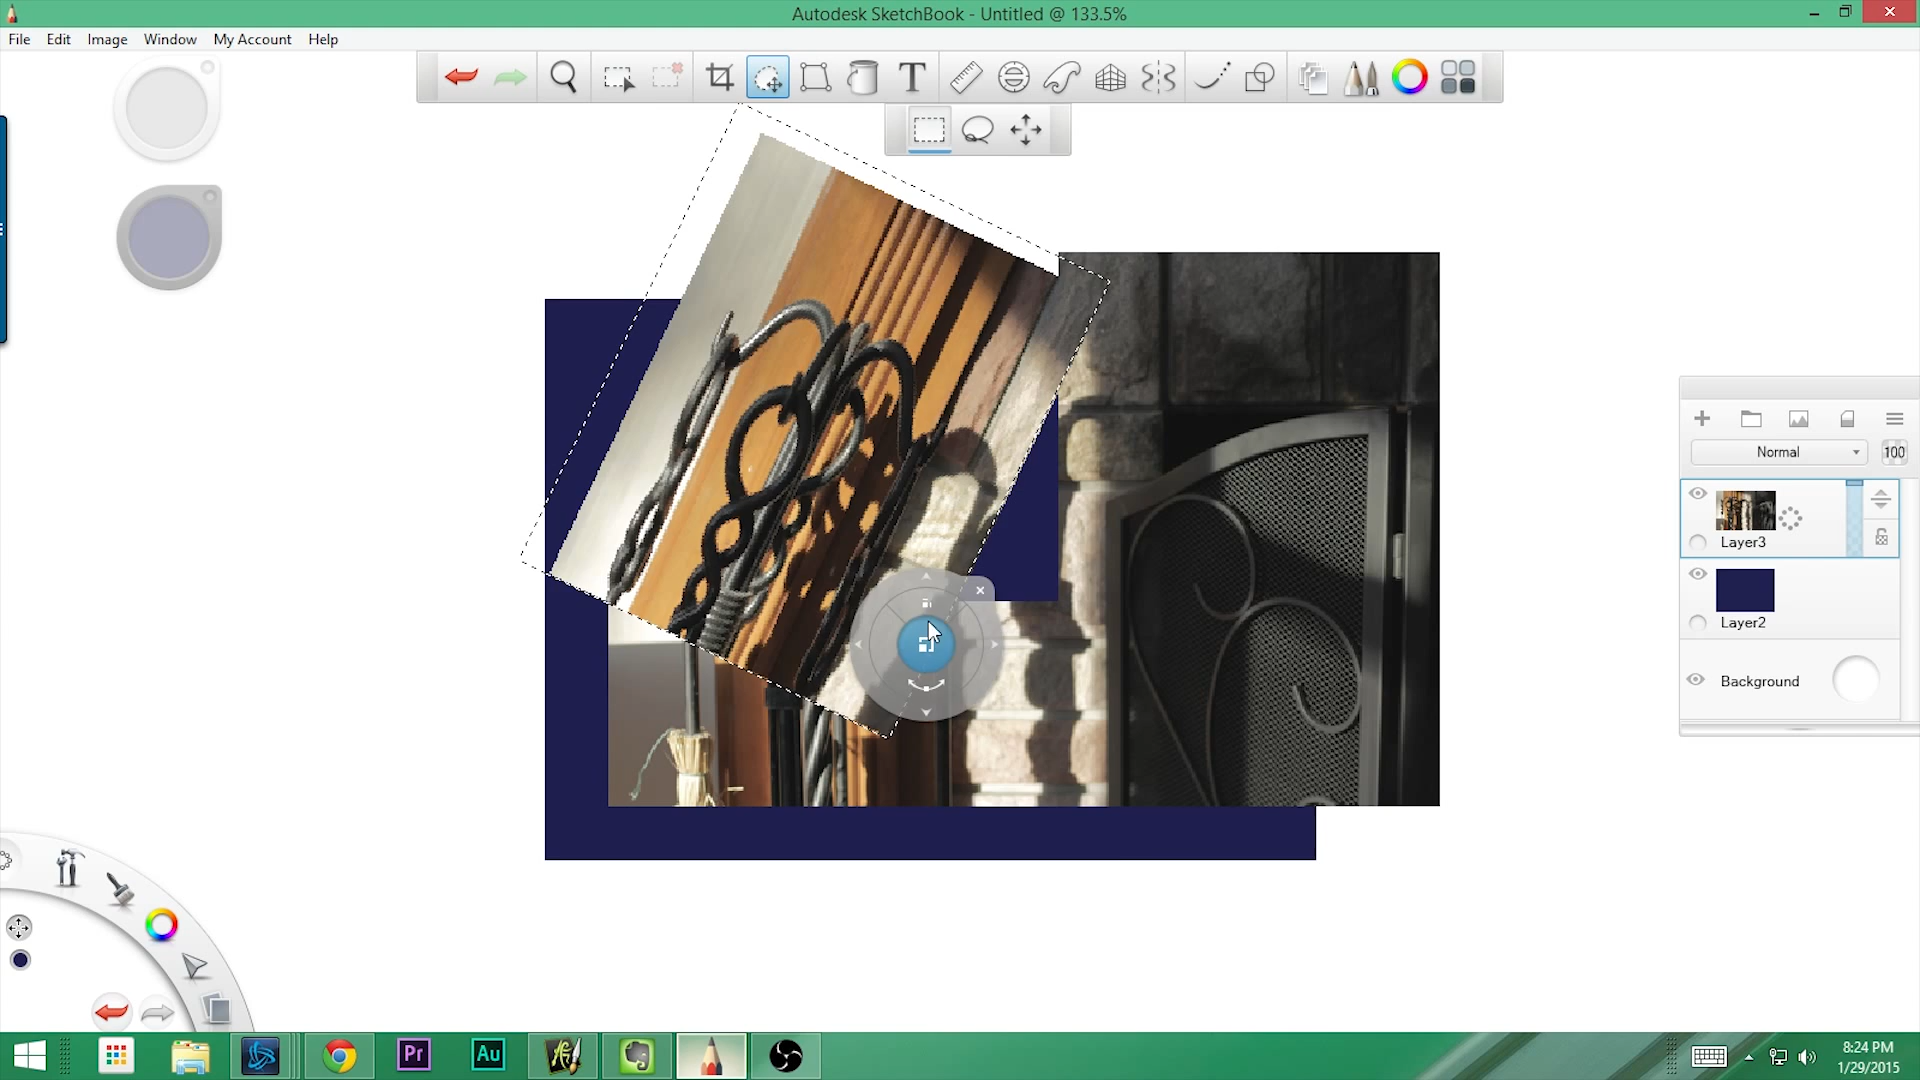 Autodesk SketchBook - Untitled @ 133.5%
File Edit Image Window My Account Help
T
Normal 100
Layer3
Layer2
Background
Pr Au
8:24 PM
1/29/2015